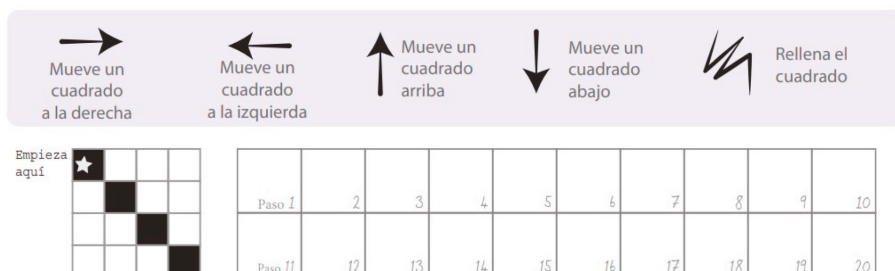 Mueve un
cuadrado
a la derecha
Mueve un
cuadrado
a la izquierda
Mueve un
cuadrado
arriba
Mueve un
cuadrado
abajo
Rellena el
cuadrado
Empieza
aquí
Paso 1 2 3 4 5 6 7 8 9 10
Paso 11 12 13 14 15 16 17 18 19 20